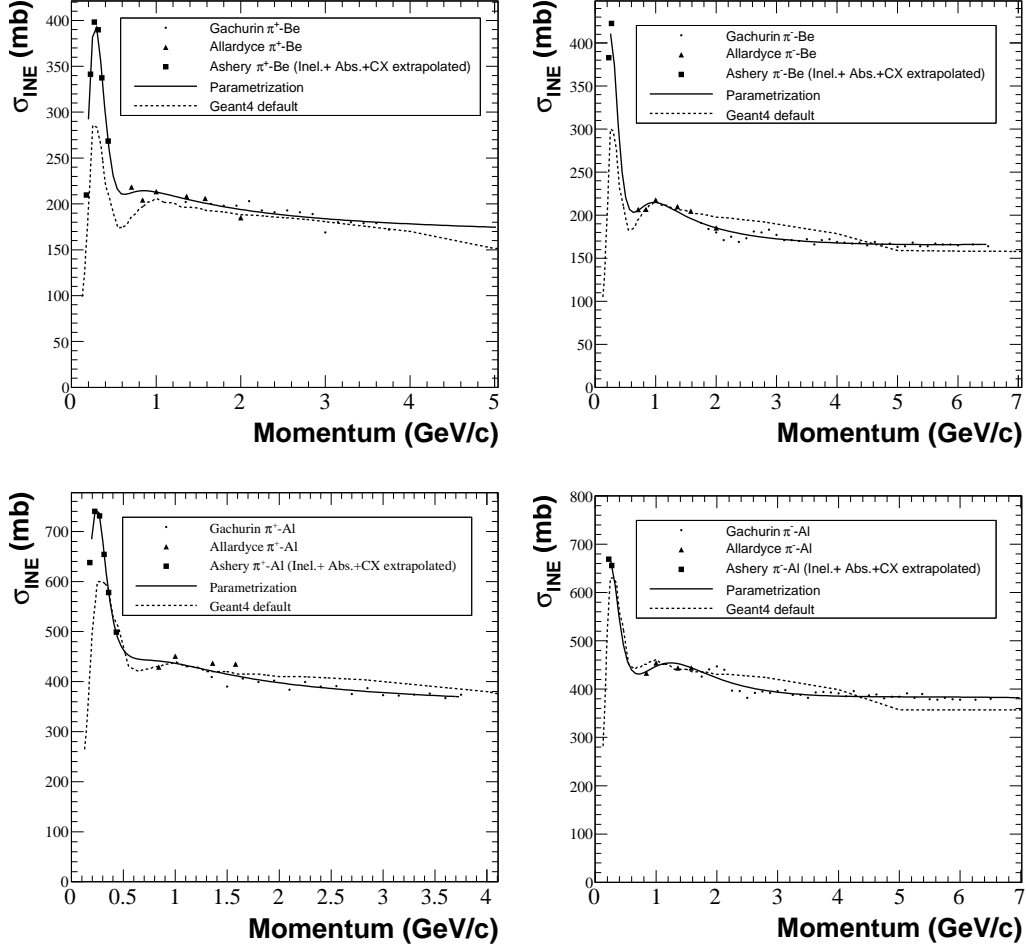 σINE (mb)
400
350
300
250
200
150
100
50
0
Gachurin π+-Be
Allardyce π+-Be
Ashery π+-Be (Inel.+ Abs.+CX extrapolated)
Parametrization
Geant4 default
0 1 2 3 4 5
Momentum (GeV/c)
σINE (mb)
400
350
300
250
200
150
100
50
0
Gachurin π--Be
Allardyce π--Be
Ashery π--Be (Inel.+ Abs.+CX extrapolated)
Parametrization
Geant4 default
0 1 2 3 4 5 6 7
Momentum (GeV/c)
σINE (mb)
700
600
500
400
300
200
100
0
Gachurin π+-Al
Allardyce π+-Al
Ashery π+-Al (Inel.+ Abs.+CX extrapolated)
Parametrization
Geant4 default
0 0.5 1 1.5 2 2.5 3 3.5 4
Momentum (GeV/c)
σINE (mb)
800
700
600
500
400
300
200
100
0
Gachurin π--Al
Allardyce π--Al
Ashery π--Al (Inel.+ Abs.+CX extrapolated)
Parametrization
Geant4 default
0 1 2 3 4 5 6 7
Momentum (GeV/c)